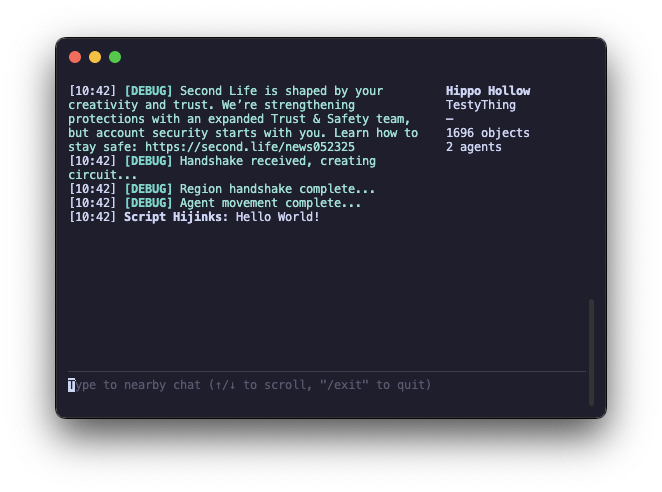 [10:42] [DEBUG] Second Life is shaped by your
creativity and trust. We’re strengthening
protections with an expanded Trust & Safety team,
but account security starts with you. Learn how to
stay safe: https://second.life/news052325
[10:42] [DEBUG] Handshake received, creating
circuit...
[10:42] [DEBUG] Region handshake complete...
[10:42] [DEBUG] Agent movement complete...
[10:42] Script Hijinks: Hello World!
Hippo Hollow
TestyThing
—
1696 objects
2 agents
Type to nearby chat (↑/↓ to scroll, "/exit" to quit)